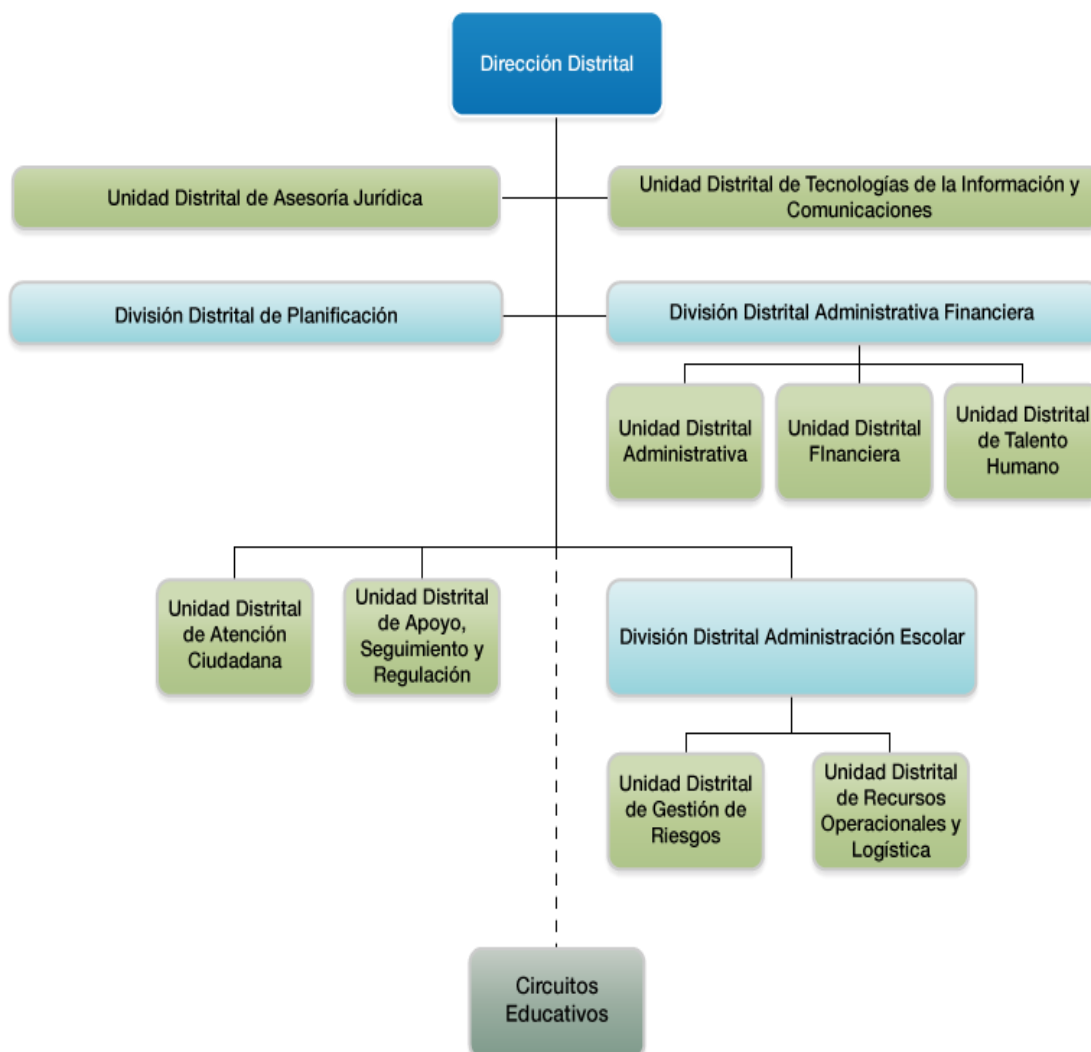 Dirección Distrital
Unidad Distrital de Asesoría Jurídica
Unidad Distrital de Tecnologías de la Información y
Comunicaciones
División Distrital de Planificación
División Distrital Administrativa Financiera
Unidad Distrital
Administrativa
Unidad Distrital
FInanciera
Unidad Distrital
de Talento
Humano
Unidad Distrital
de Atención
Ciudadana
Unidad Distrital
de Apoyo,
Seguimiento y
Regulación
División Distrital Administración Escolar
Unidad Distrital
de Gestión de
Riesgos
Unidad Distrital
de Recursos
Operacionales y
Logística
Circuitos
Educativos